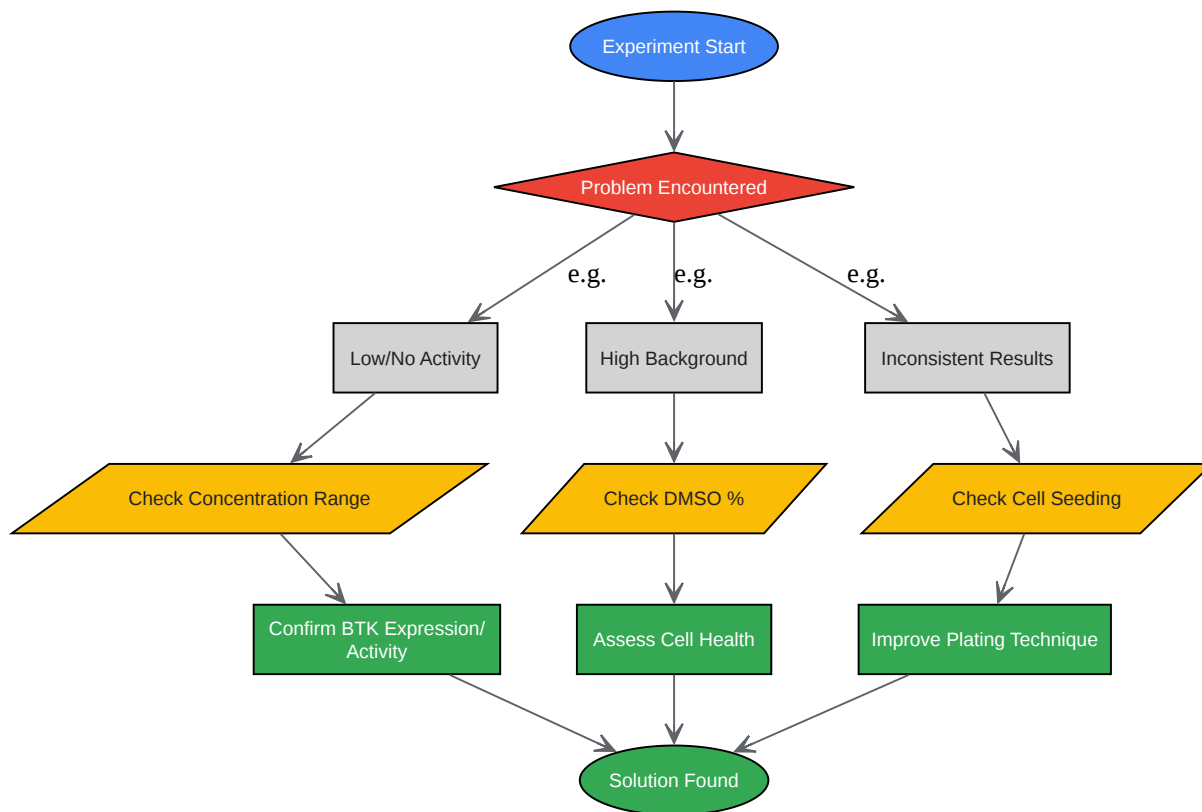 Experiment Start
Problem Encountered
e.g.
e.g.
e.g.
Low/No Activity
High Background
Inconsistent Results
Check Concentration Range
Check DMSO %
Check Cell Seeding
Confirm BTK Expression/
Activity
Assess Cell Health
Improve Plating Technique
Solution Found